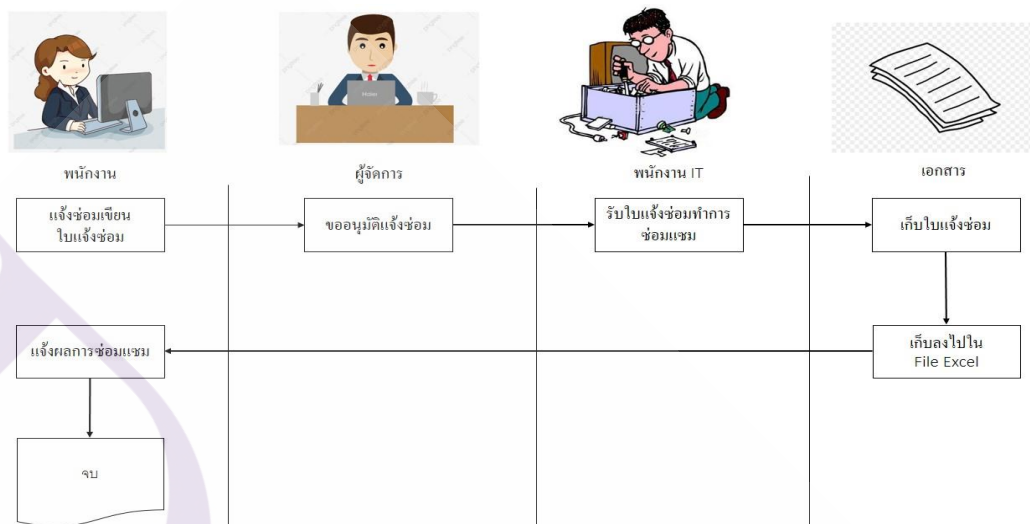 พนักงาน
ผู้จัดการ
พนักงาน IT
เอกสาร
แจ้งซ่อมเขียน
ใบแจ้งซ่อม
ขออนุมัติแจ้งซ่อม
รับใบแจ้งซ่อมทำการ
ซ่อมแซม
เก็บใบแจ้งซ่อม
แจ้งผลการซ่อมแซม
เก็บลงไปใน
File Excel
จบ